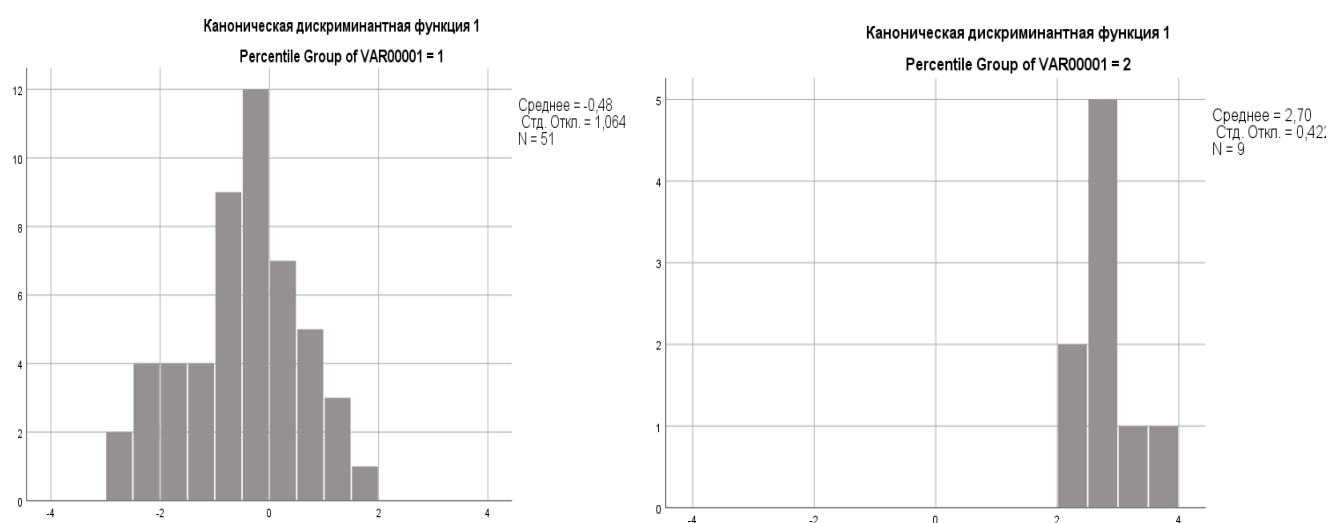 Каноническая дискриминантная функция 1
Percentile Group of VAR00001 = 1
12
10
8
6
4
2
0
-4
-2
0
2
4
Среднее = -0,48
Стд. Откл. = 1,064
N = 51
Каноническая дискриминантная функция 1
Percentile Group of VAR00001 = 2
5
4
3
2
1
0
-4
-2
0
2
4
Среднее = 2,70
Стд. Откл. = 0,422
N = 9